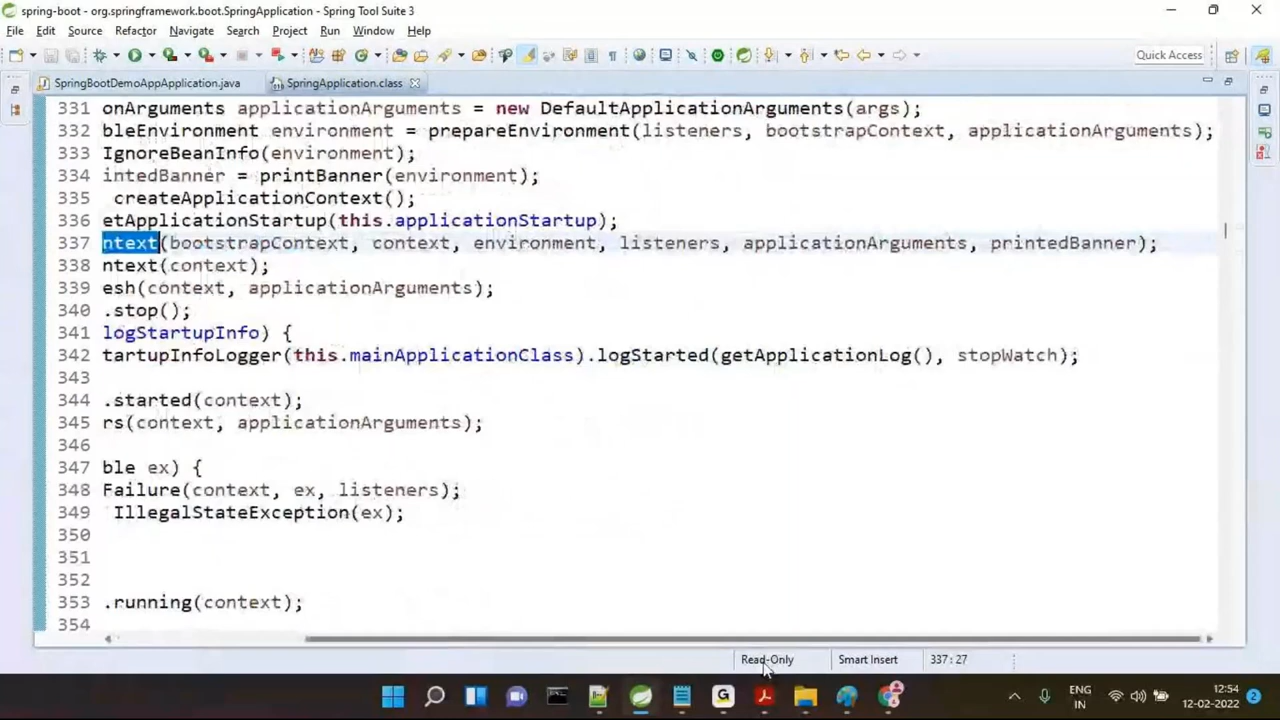 spring-boot - org.springframework.boot.SpringApplication - Spring Tool Suite 3
File Edit Source Refactor Navigate Search Project Run Window Help
Quick Access
SpringBootDemoAppApplication.java SpringApplication.class
331 onArguments applicationArguments = new DefaultApplicationArguments(args);
332 bleEnvironment environment = prepareEnvironment(listeners, bootstrapContext, applicationArguments);
333 IgnoreBeanInfo(environment);
334 intedBanner = printBanner(environment);
335 createApplicationContext();
336 etApplicationStartup(this.applicationStartup);
337 ntext(bootstrapContext, context, environment, listeners, applicationArguments, printedBanner);
338 ntext(context);
339 esh(context, applicationArguments);
340 .stop();
341 logStartupInfo) {
342 tartupInfoLogger(this.mainApplicationClass).logStarted(getApplicationLog(), stopWatch);
343
344 .started(context);
345 rs(context, applicationArguments);
346
347 ble ex) {
348 Failure(context, ex, listeners);
349 IllegalStateException(ex);
350
351
352
353 .running(context);
354
Read-Only Smart Insert 337 : 27
ENG 12:54
IN 12-02-2022 2